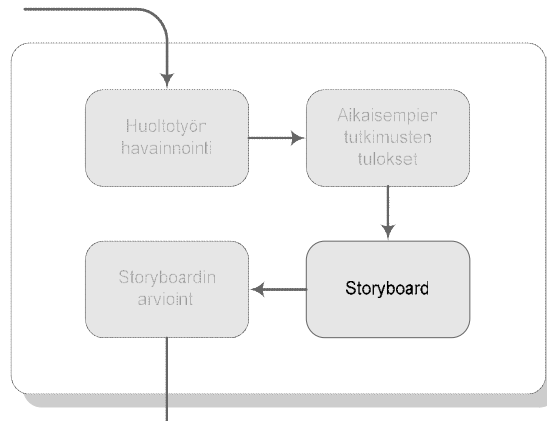 Huoltotyön
havainnointi
Aikaisempien
tutkimusten
tulokset
Storyboardin
arvioint
Storyboard